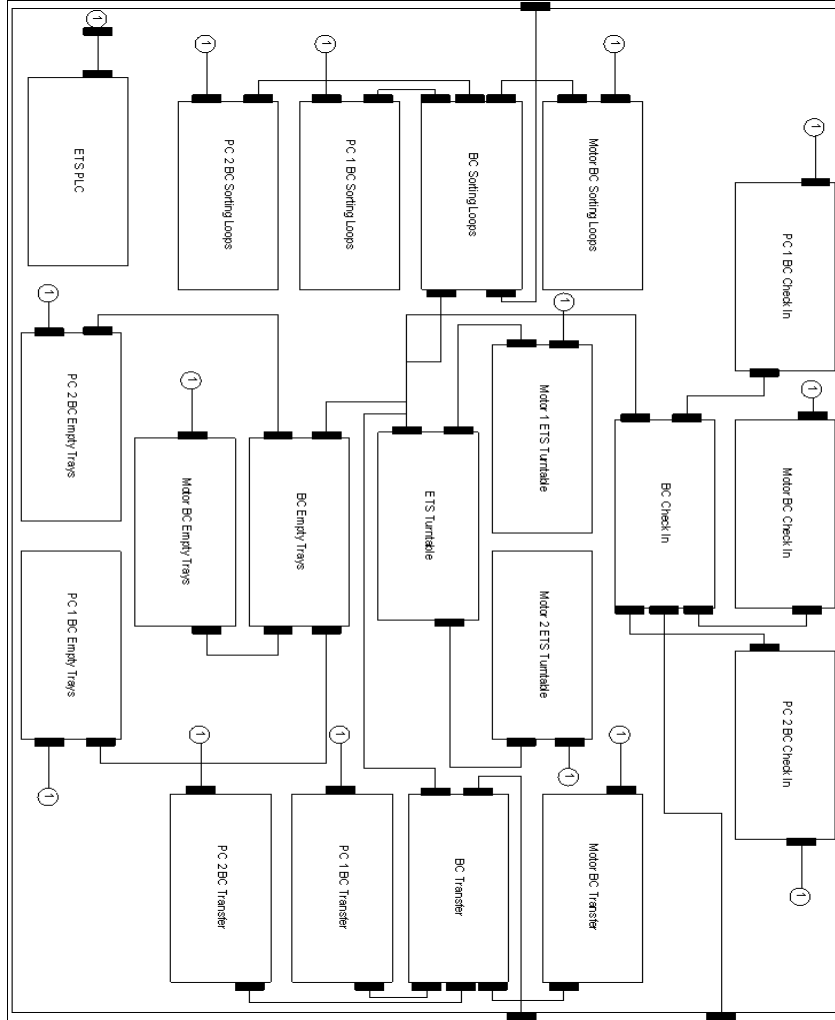 1
ETS PLC
1
PC 2 BC Sorting Loops
1
PC 1 BC Sorting Loops
BC Sorting Loops
1
Motor BC Sorting Loops
1
PC 1 BC Check In
1
PC 2 BC Empty Trays
1
Motor BC Empty Trays
BC Empty Trays
ETS Turntable
1
Motor 1 ETS Turntable
BC Check In
1
Motor BC Check In
PC 1 BC Empty Trays
1
Motor 2 ETS Turntable
1
PC 2 BC Check In
1
1
PC 2 BC Transfer
1
PC 1 BC Transfer
BC Transfer
1
Motor BC Transfer